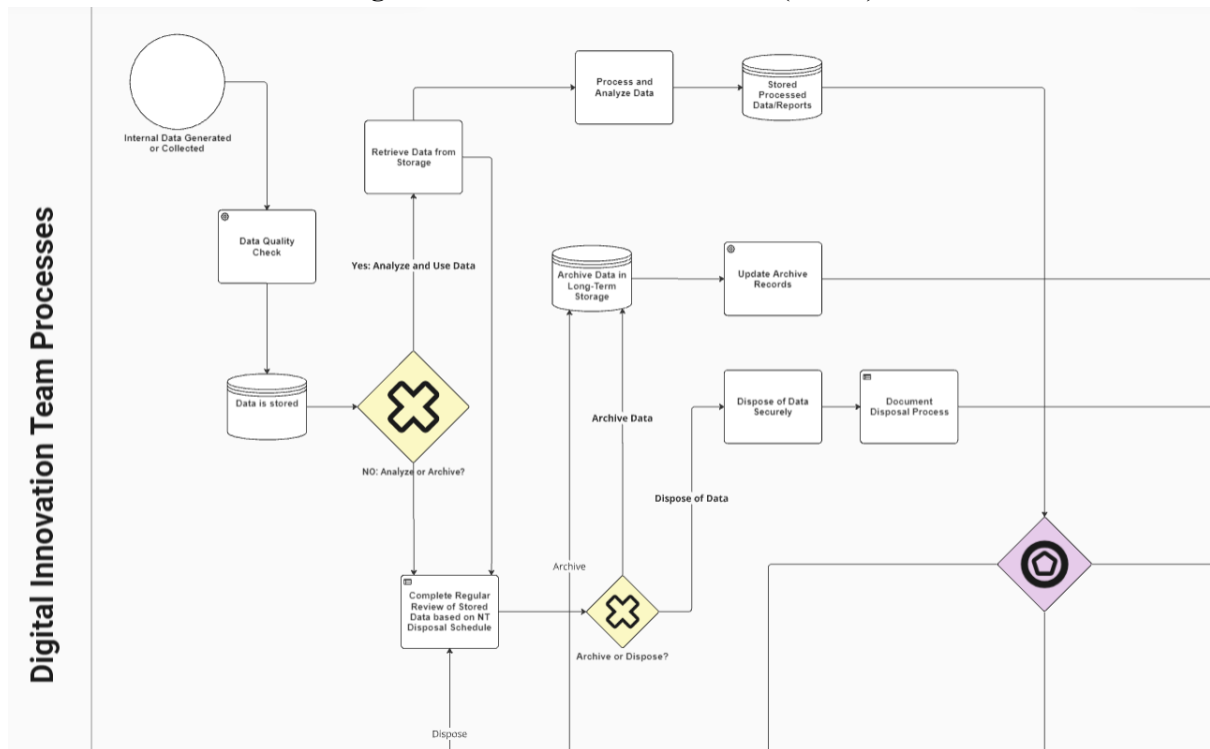 Digital Innovation Team Processes
Internal Data Generated
or Collected
Data Quality
Check
Data is stored
Retrieve Data from
Storage
Yes: Analyze and Use Data
NO: Analyze or Archive?
Process and
Analyze Data
Stored
Processed
Data/Reports
Archive Data in
Long-Term
Storage
Update Archive
Records
Archive Data
Dispose of Data
Securely
Document
Disposal Process
Dispose of Data
Archive
Complete Regular
Review of Stored
Data based on NT
Disposal Schedule
Archive or Dispose?
Dispose